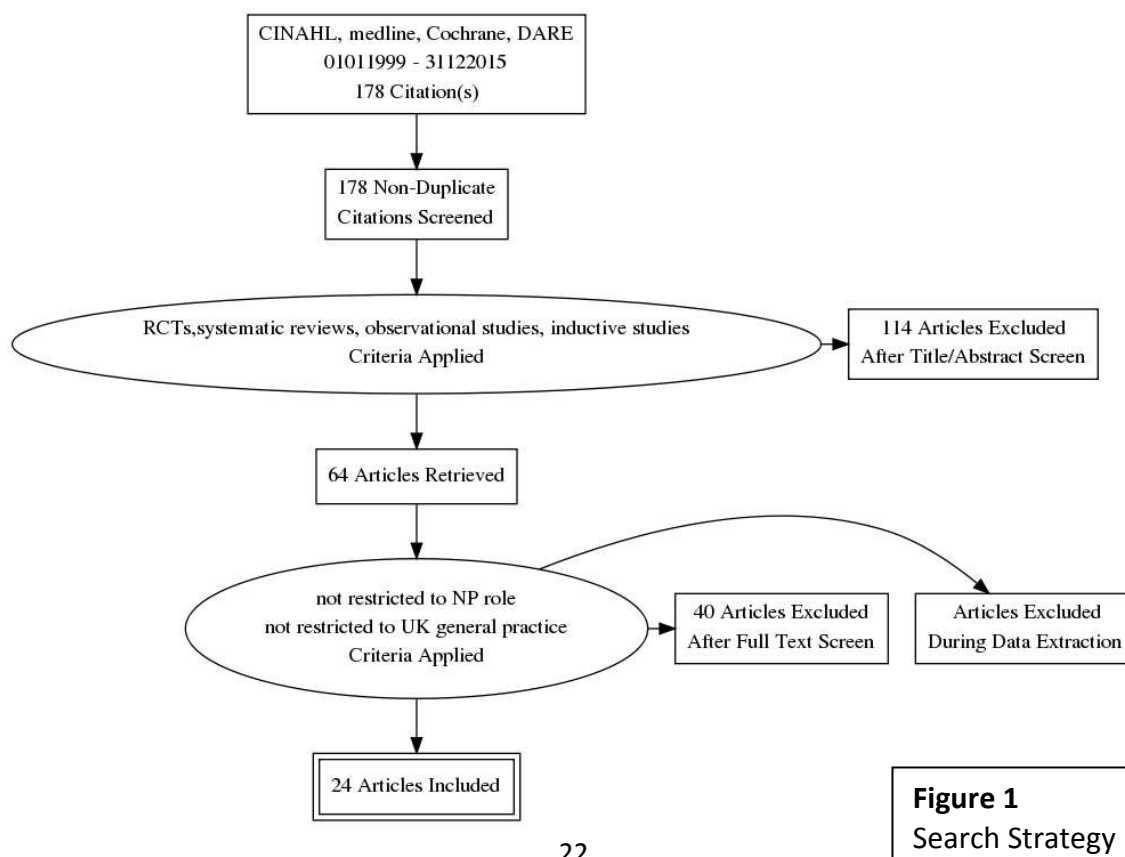 CINAHL, medline, Cochrane, DARE
01011999 - 31122015
178 Citation(s)
178 Non-Duplicate
Citations Screened
RCTs,systematic reviews, observational studies, inductive studies
Criteria Applied
114 Articles Excluded
After Title/Abstract Screen
64 Articles Retrieved
not restricted to NP role
not restricted to UK general practice
Criteria Applied
40 Articles Excluded
After Full Text Screen
Articles Excluded
During Data Extraction
24 Articles Included
Figure 1
Search Strategy
22